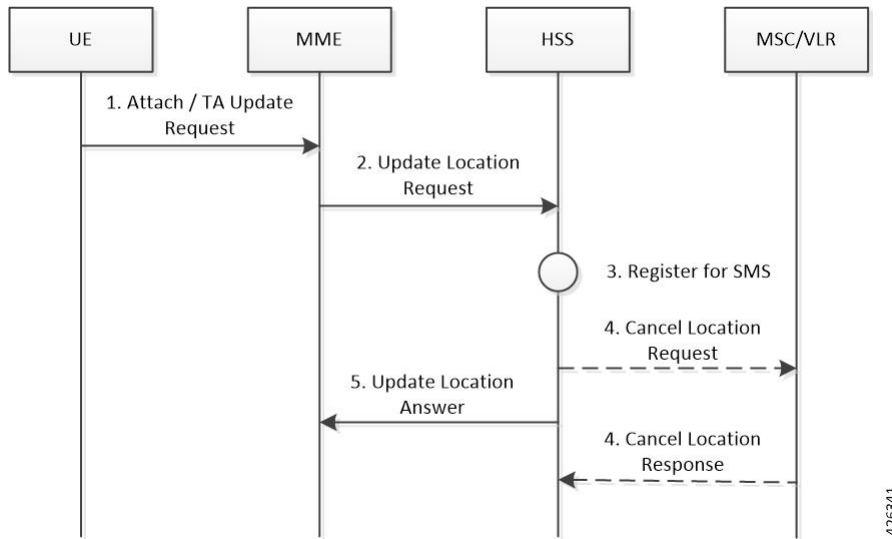 UE
MME
HSS
MSC/VLR
1. Attach / TA Update
Request
2. Update Location
Request
3. Register for SMS
4. Cancel Location
Request
5. Update Location
Answer
4. Cancel Location
Response
426341